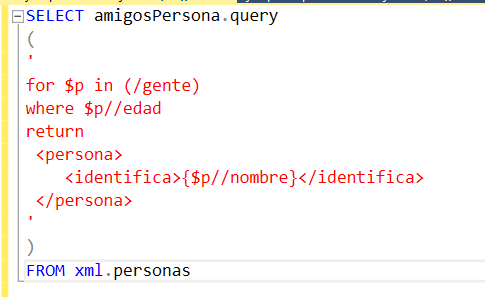 SELECT amigosPersona.query
(
'
for $p in (/gente)
where $p//edad
return
<persona>
<identifica>{$p//nombre}</identifica>
</persona>
'
)
FROM xml.personas